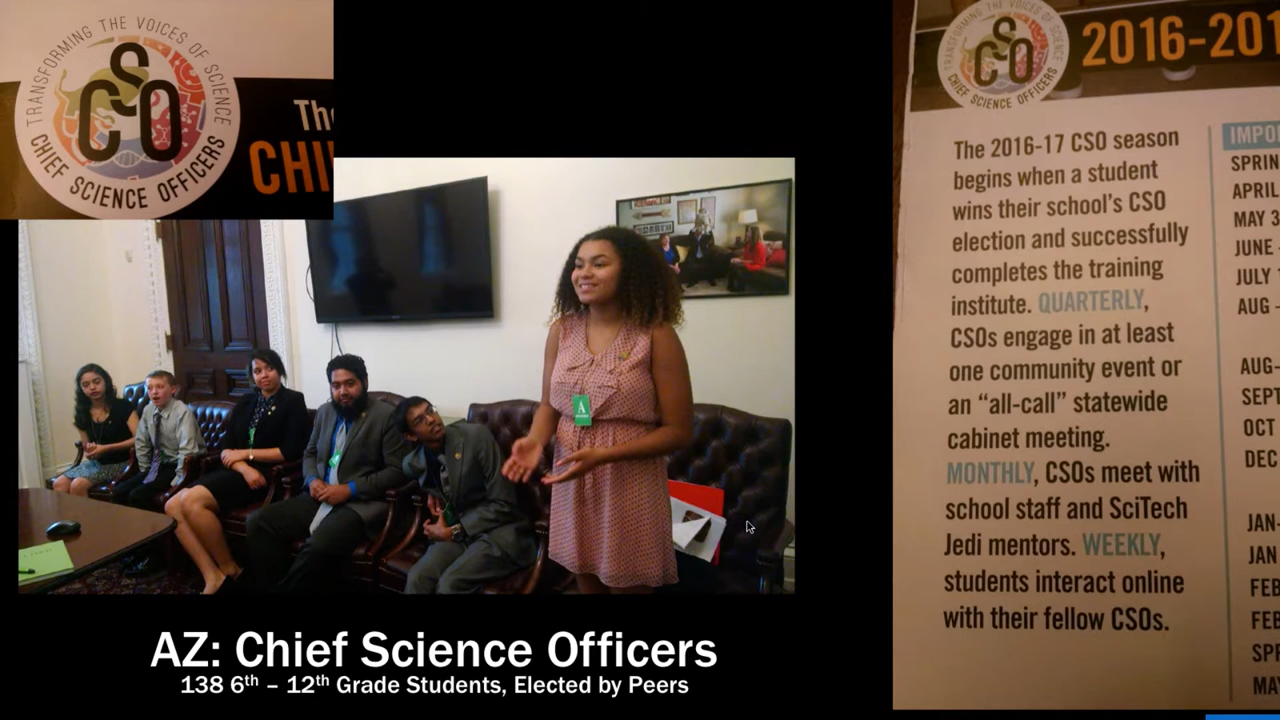 TRANSFORMING THE VOICES OF SCIENCE
CSO
CHIEF SCIENCE OFFICERS
The
CHI
A
AZ: Chief Science Officers
138 6th – 12th Grade Students, Elected by Peers
TRANSFORMING THE VOICES OF SCIENCE
CSO
CHIEF SCIENCE OFFICERS
2016-201
The 2016-17 CSO season
begins when a student
wins their school's CSO
election and successfully
completes the training
institute. QUARTERLY,
CSOs engage in at least
one community event or
an “all-call” statewide
cabinet meeting.
MONTHLY, CSOs meet with
school staff and SciTech
Jedi mentors. WEEKLY,
students interact online
with their fellow CSOs.
IMPO
SPRIN
APRIL
MAY 3
JUNE
JULY
AUG -
AUG-
SEPT
OCT
DEC
JAN-
JAN
FEB
FEB
SPR
MAY